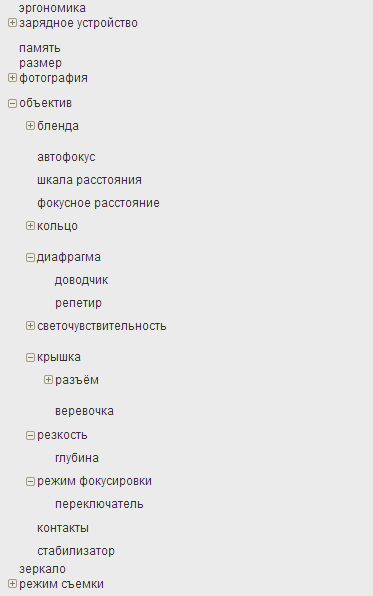 эргономика
зарядное устройство
память
размер
фотография
объектив
бленда
автофокус
шкала расстояния
фокусное расстояние
кольцо
диафрагма
доводчик
репетир
светочувствительность
крышка
разъём
веревочка
резкость
глубина
режим фокусировки
переключатель
контакты
стабилизатор
зеркало
режим съемки